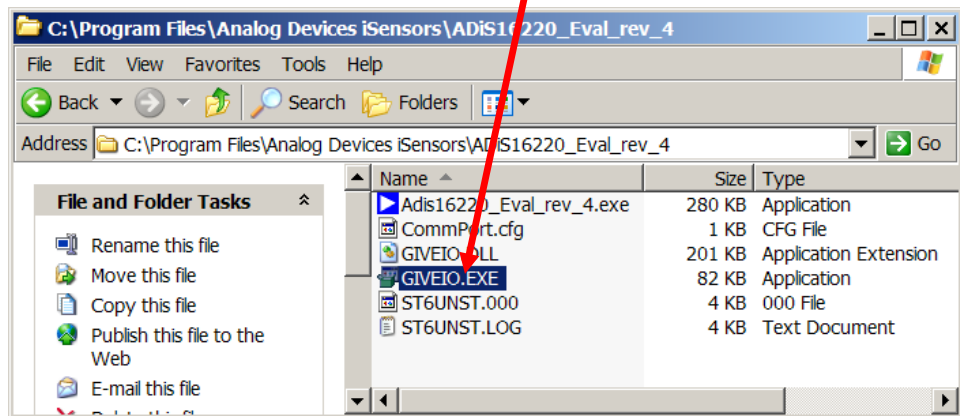 C:\Program Files\Analog Devices iSensors\ADiS16220_Eval_rev_4
File Edit View Favorites Tools Help
Back Search Folders
Address C:\Program Files\Analog Devices iSensors\ADiS16220_Eval_rev_4 Go
File and Folder Tasks
Rename this file
Move this file
Copy this file
Publish this file to the
Web
E-mail this file
Name Size Type
Adis16220_Eval_rev_4.exe 280 KB Application
CommPort.cfg 1 KB CFG File
GIVEIO.DLL 201 KB Application Extension
GIVEIO.EXE 82 KB Application
ST6UNST.000 4 KB 000 File
ST6UNST.LOG 4 KB Text Document